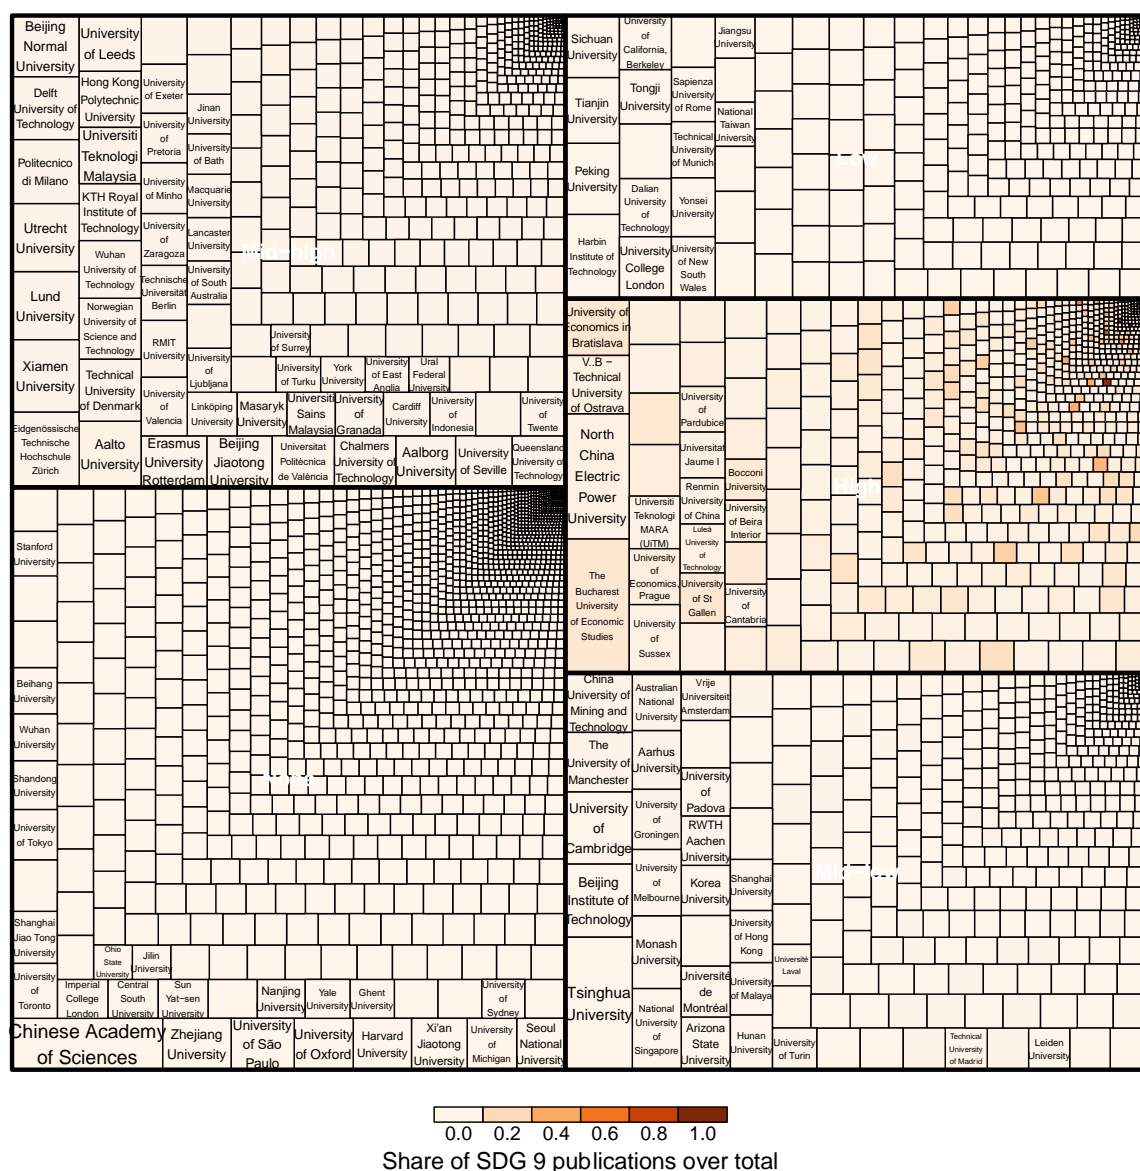 Beijing
Normal
University
University
of Leeds
Delft
University of
Technology
Hong Kong
Polytechnic
University
University
of Exeter
Jinan
University
Politecnico
di Milano
Universiti
Teknologi
Malaysia
University
of
Pretoria
University
of Bath
Utrecht
University
KTH Royal
Institute of
Technology
University
of Minho
Macquarie
University
Lund
University
Wuhan
University of
Technology
University
of
Zaragoza
Lancaster
University
Mid-high
Xiamen
University
Norwegian
University of
Science and
Technology
Technische
Universität
Berlin
University
of South
Australia
Eidgenössische
Technische
Hochschule
Zürich
Technical
University
of Denmark
RMIT
University
University
of
Ljubljana
University
of Surrey
Aalto
University
University
of
Valencia
Linköping
University
University
of Turku
York
University
University
of East
Anglia
Ural
Federal
University
Masaryk
University
Universiti
Sains
Malaysia
University
of
Granada
Cardiff
University
University
of
Indonesia
University
of
Twente
Erasmus
University
Rotterdam
Beijing
Jiaotong
University
Universitat
Politècnica
de València
Chalmers
University of
Technology
Aalborg
University
University
of Seville
Queensland
University of
Technology
Sichuan
University
University
of
California,
Berkeley
Jiangsu
University
Tianjin
University
Tongji
University
Sapienza
University
of Rome
National
Taiwan
University
Peking
University
Technical
University
of Munich
Low
Harbin
Institute of
Technology
Dalian
University
of
Technology
Yonsei
University
University
College
London
University
of New
South
Wales
University of
Economics in
Bratislava
V..B −
Technical
University
of Ostrava
University
of
Pardubice
North
China
Electric
Power
University
Universitat
Jaume I
Bocconi
University
High
Universiti
Teknologi
MARA
(UiTM)
Renmin
University
of China
University
of Beira
Interior
The
Bucharest
University
of Economic
Studies
University
of
Economics,
Prague
Luleå
University
of
Technology
University
of St
Gallen
University
of
Cantabria
University
of
Sussex
Stanford
University
Beihang
University
Wuhan
University
Shandong
University
None
University
of Tokyo
Shanghai
Jiao Tong
University
Ohio
State
University
Jilin
University
University
of
Toronto
Imperial
College
London
Central
South
University
Sun
Yat−sen
University
Nanjing
University
Yale
University
Ghent
University
University
of
Sydney
Chinese Academy
of Sciences
Zhejiang
University
University
of São
Paulo
University
of Oxford
Harvard
University
Xi'an
Jiaotong
University
University
of
Michigan
Seoul
National
University
China
University of
Mining and
Technology
Australian
National
University
Vrije
Universiteit
Amsterdam
The
University of
Manchester
Aarhus
University
University
of
Padova
University
of
Cambridge
University
of
Groningen
RWTH
Aachen
University
Mid-low
Beijing
Institute of
Technology
University
of
Melbourne
Korea
University
Shanghai
University
Tsinghua
University
Monash
University
University
of Hong
Kong
Université
Laval
National
University
of
Singapore
Université
de
Montréal
University
of Malaya
Arizona
State
University
Hunan
University
University
of Turin
Technical
University
of Madrid
Leiden
University
0.0 0.2 0.4 0.6 0.8 1.0
Share of SDG 9 publications over total